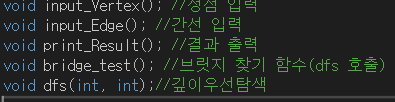 void input_Vertex(); //정점 입력
void input_Edge(); //간선 입력
void print_Result(); //결과 출력
void bridge_test(); //브릿지 찾기 함수(dfs 호출)
void dfs(int, int);//깊이우선탐색